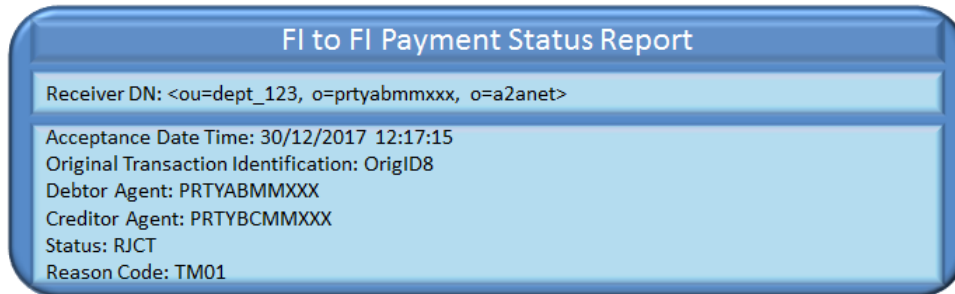 FI to FI Payment Status Report
Receiver DN: <ou=dept_123, o=prtyabmmxxx, o=a2anet>
Acceptance Date Time: 30/12/2017 12:17:15
Original Transaction Identification: OrigID8
Debtor Agent: PRTYABMMXXX
Creditor Agent: PRTYBCMMXXX
Status: RJCT
Reason Code: TM01